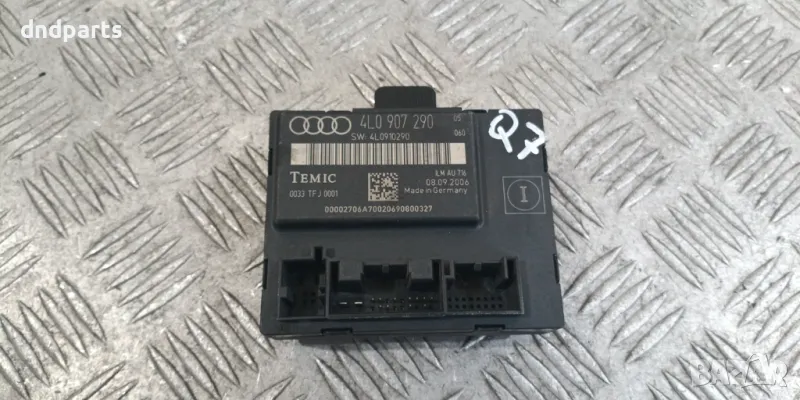 dndparts
4L0 907 290
05
SW: 4L0910290
060
TEMIC
ILM AU 716
08.09.2006
0033 TFJ 0001
Made in Germany
00002706A70020690800327
I
Q7
BAZAR